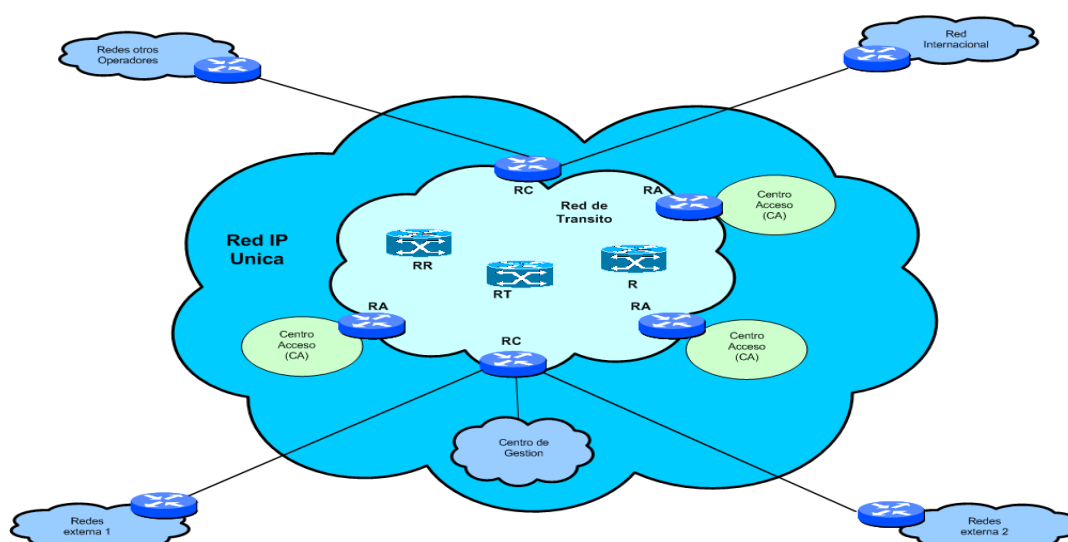 Redes otros
Operadores
Red
Internacional
RC
RA
Centro
Acceso
(CA)
Red de
Transito
Red IP
Unica
RR
RT
R
RA
RA
Centro
Acceso
(CA)
RC
Centro
Acceso
(CA)
Centro de
Gestion
Redes
externa 1
Redes
externa 2